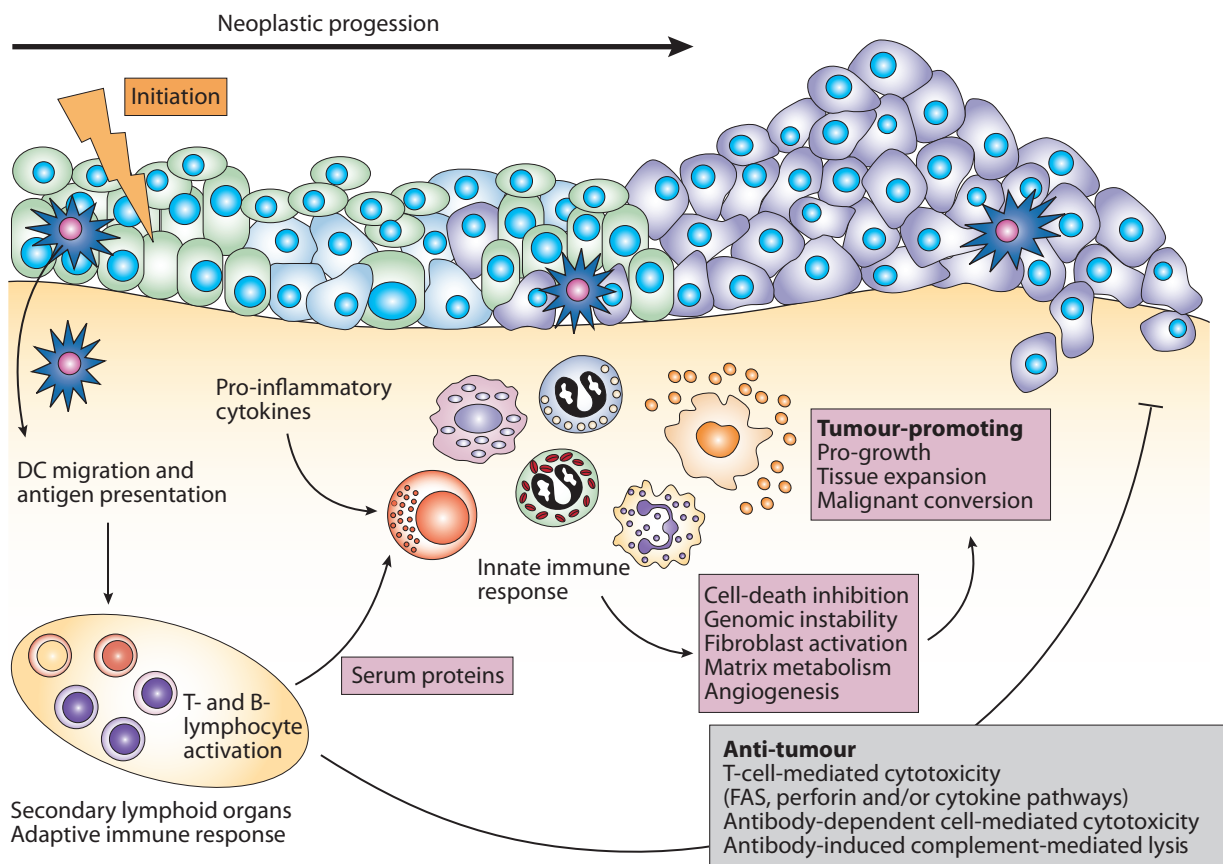 Neoplastic progession
Initiation
Pro-inflammatory
cytokines
DC migration and
antigen presentation
Tumour-promoting
Pro-growth
Tissue expansion
Malignant conversion
Innate immune
response
Cell-death inhibition
Genomic instability
Fibroblast activation
Matrix metabolism
Angiogenesis
Serum proteins
T- and B-
lymphocyte
activation
Secondary lymphoid organs
Adaptive immune response
Anti-tumour
T-cell-mediated cytotoxicity
(FAS, perforin and/or cytokine pathways)
Antibody-dependent cell-mediated cytotoxicity
Antibody-induced complement-mediated lysis